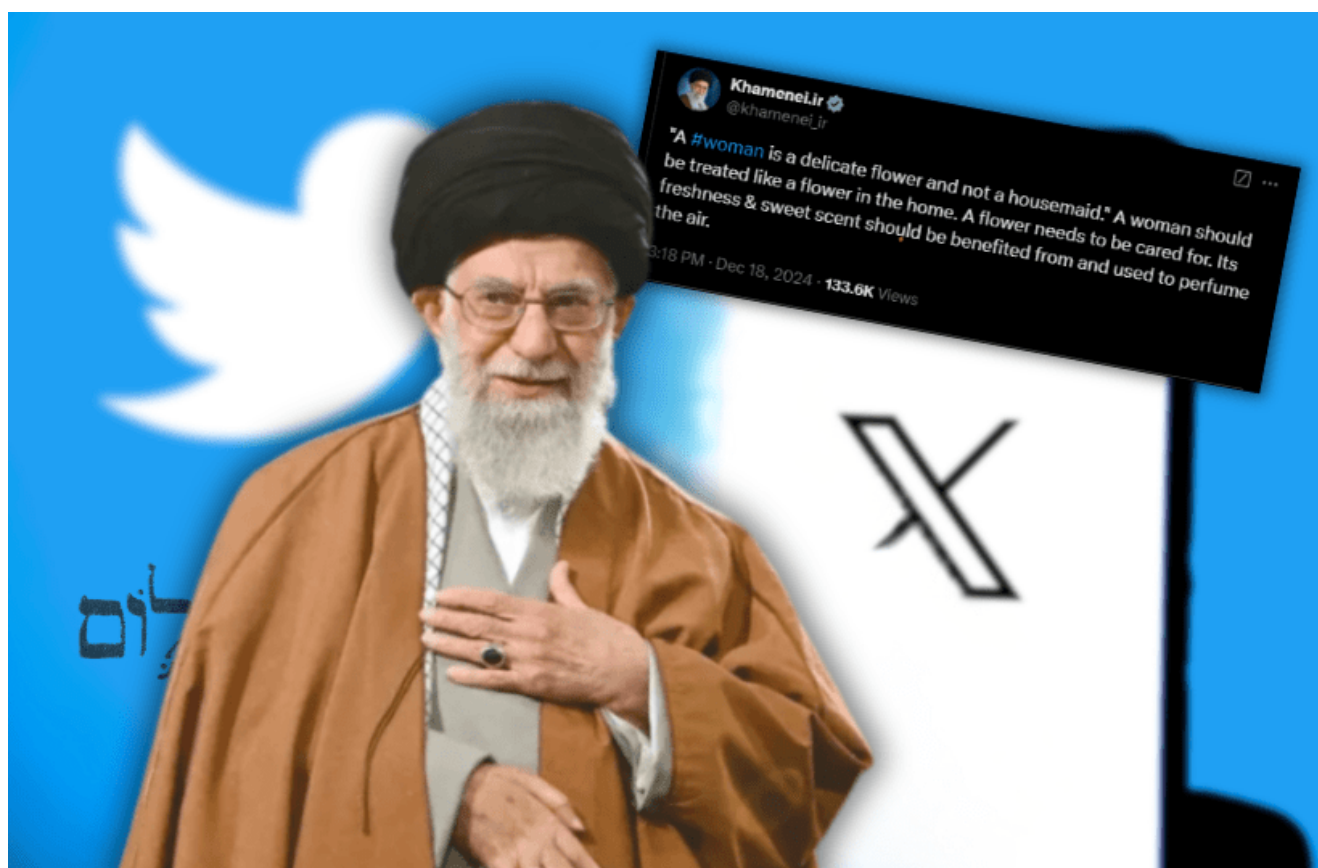 Khamenei.ir
@khamenei_ir
"A #woman is a delicate flower and not a housemaid." A woman should
be treated like a flower in the home. A flower needs to be cared for. Its
freshness & sweet scent should be benefited from and used to perfume
the air.
3:18 PM · Dec 18, 2024 · 133.6K Views
X